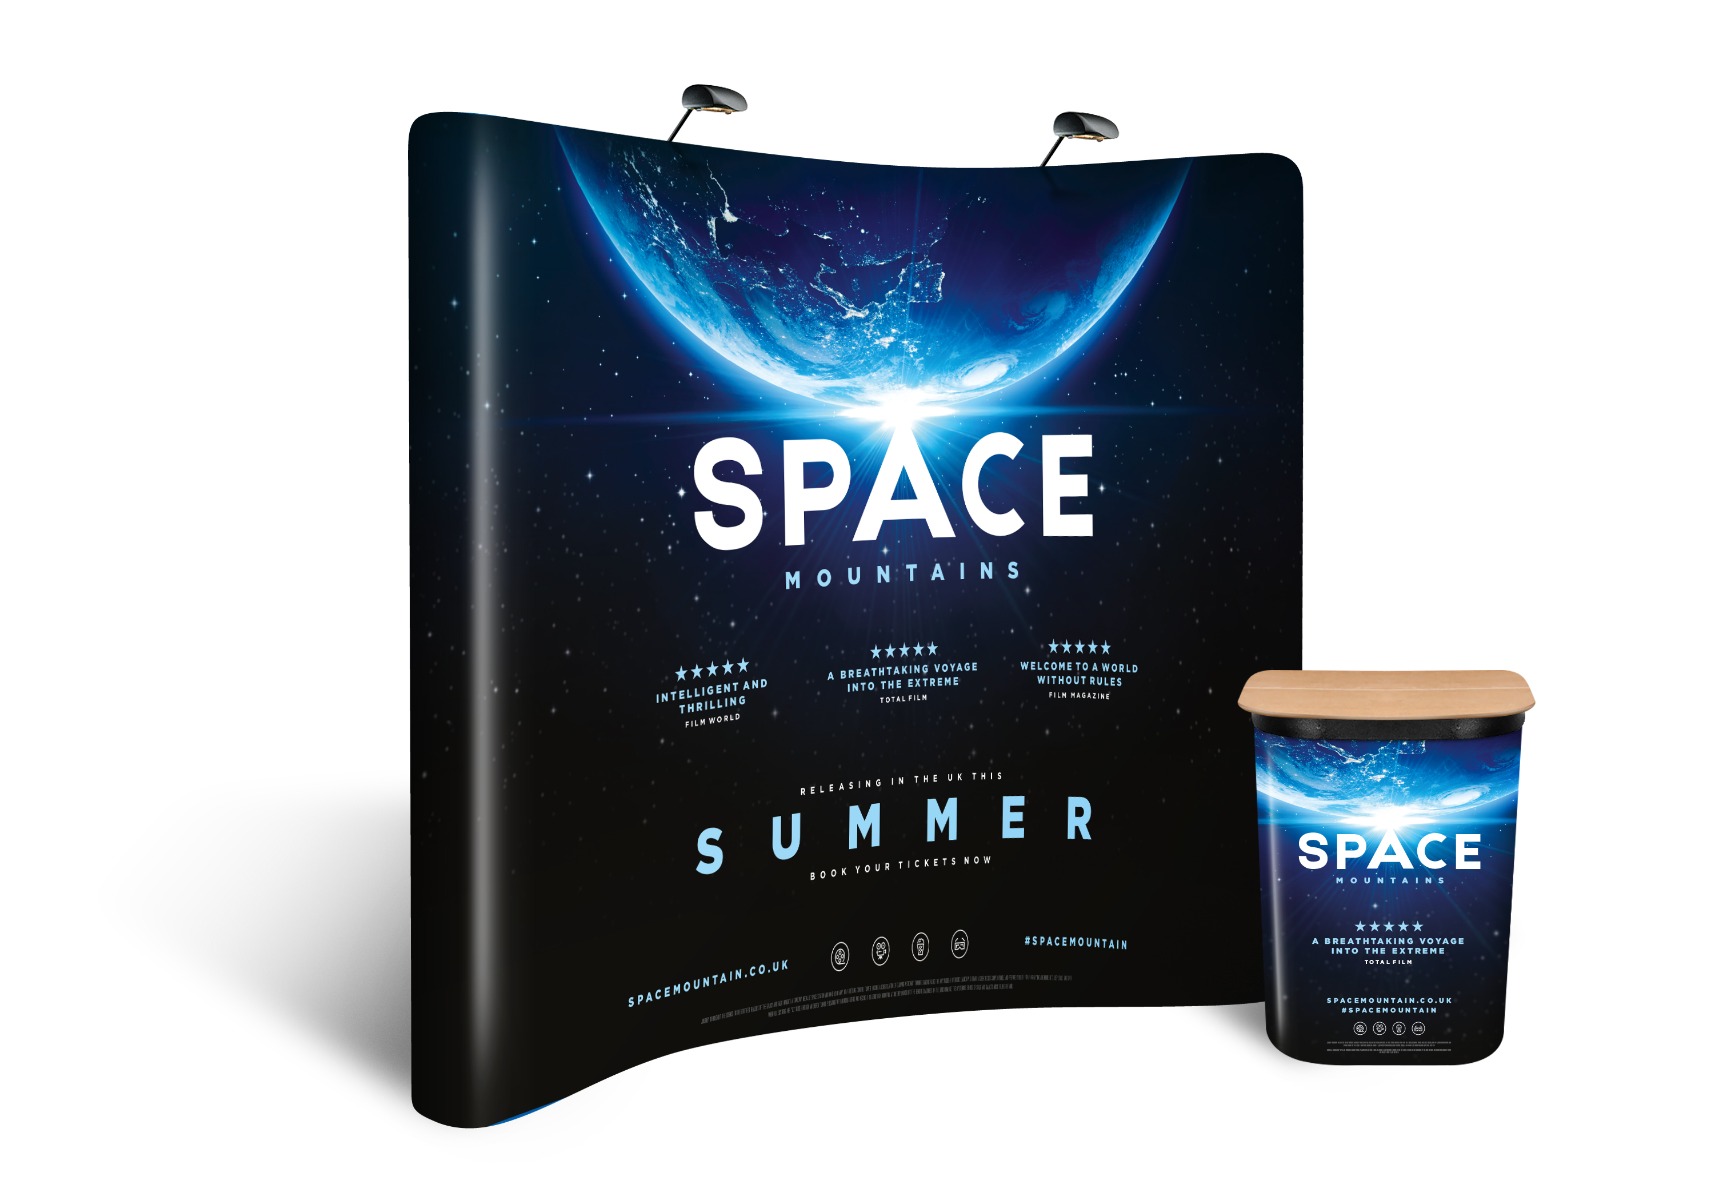 SPACE
MOUNTAINS
★★★★★
INTELLIGENT AND
THRILLING
FILM WORLD
★★★★★
A BREATHTAKING VOYAGE
INTO THE EXTREME
TOTAL FILM
★★★★★
WELCOME TO A WORLD
WITHOUT RULES
FILM MAGAZINE
RELEASING IN THE UK THIS
SUMMER
BOOK YOUR TICKETS NOW
SPACEMOUNTAIN.CO.UK
#SPACEMOUNTAIN
SPACE
MOUNTAINS
★★★★★
A BREATHTAKING VOYAGE
INTO THE EXTREME
TOTAL FILM
SPACEMOUNTAIN.CO.UK
#SPACEMOUNTAIN